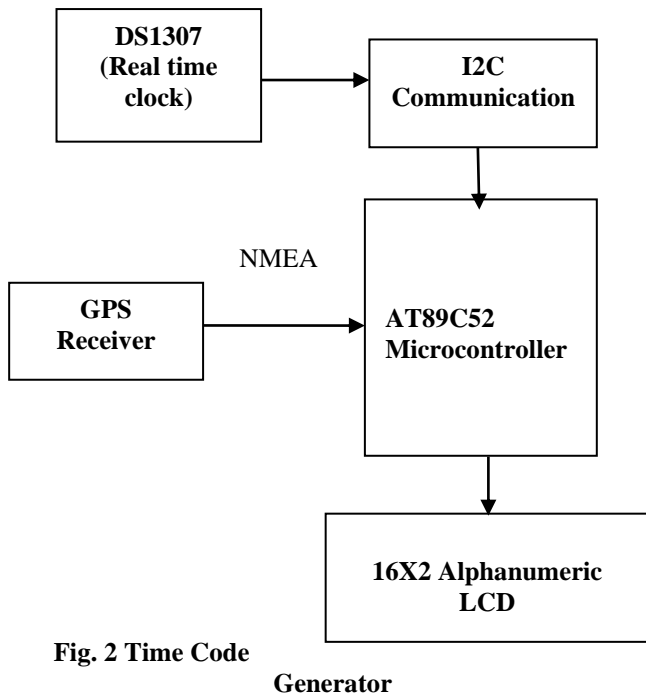 DS1307
(Real time
clock)
I2C
Communication
NMEA
GPS
Receiver
AT89C52
Microcontroller
16X2 Alphanumeric
LCD
Fig. 2 Time Code
Generator